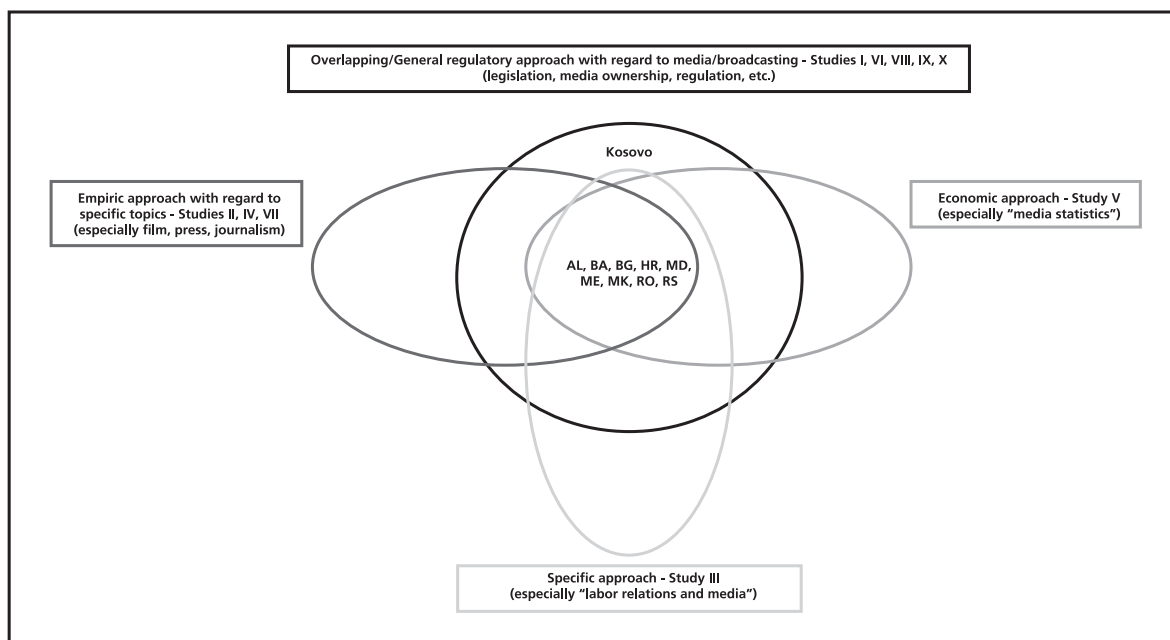 Overlapping/General regulatory approach with regard to media/broadcasting - Studies I, VI, VIII, IX, X
(legislation, media ownership, regulation, etc.)
Kosovo
Empiric approach with regard to
specific topics - Studies II, IV, VII
(especially film, press, journalism)
Economic approach - Study V
(especially “media statistics”)
AL, BA, BG, HR, MD,
ME, MK, RO, RS
Specific approach - Study III
(especially “labor relations and media”)